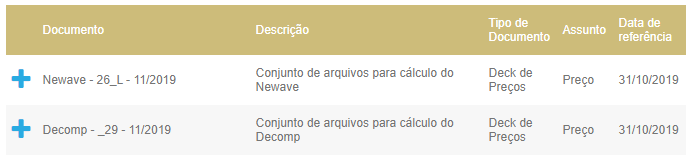 Documento Descrição Tipo de Documento Assunto Data de referência
Newave - 26_L - 11/2019 Conjunto de arquivos para cálculo do Newave Deck de Preços Preço 31/10/2019
Decomp - _29 - 11/2019 Conjunto de arquivos para cálculo do Decomp Deck de Preços Preço 31/10/2019